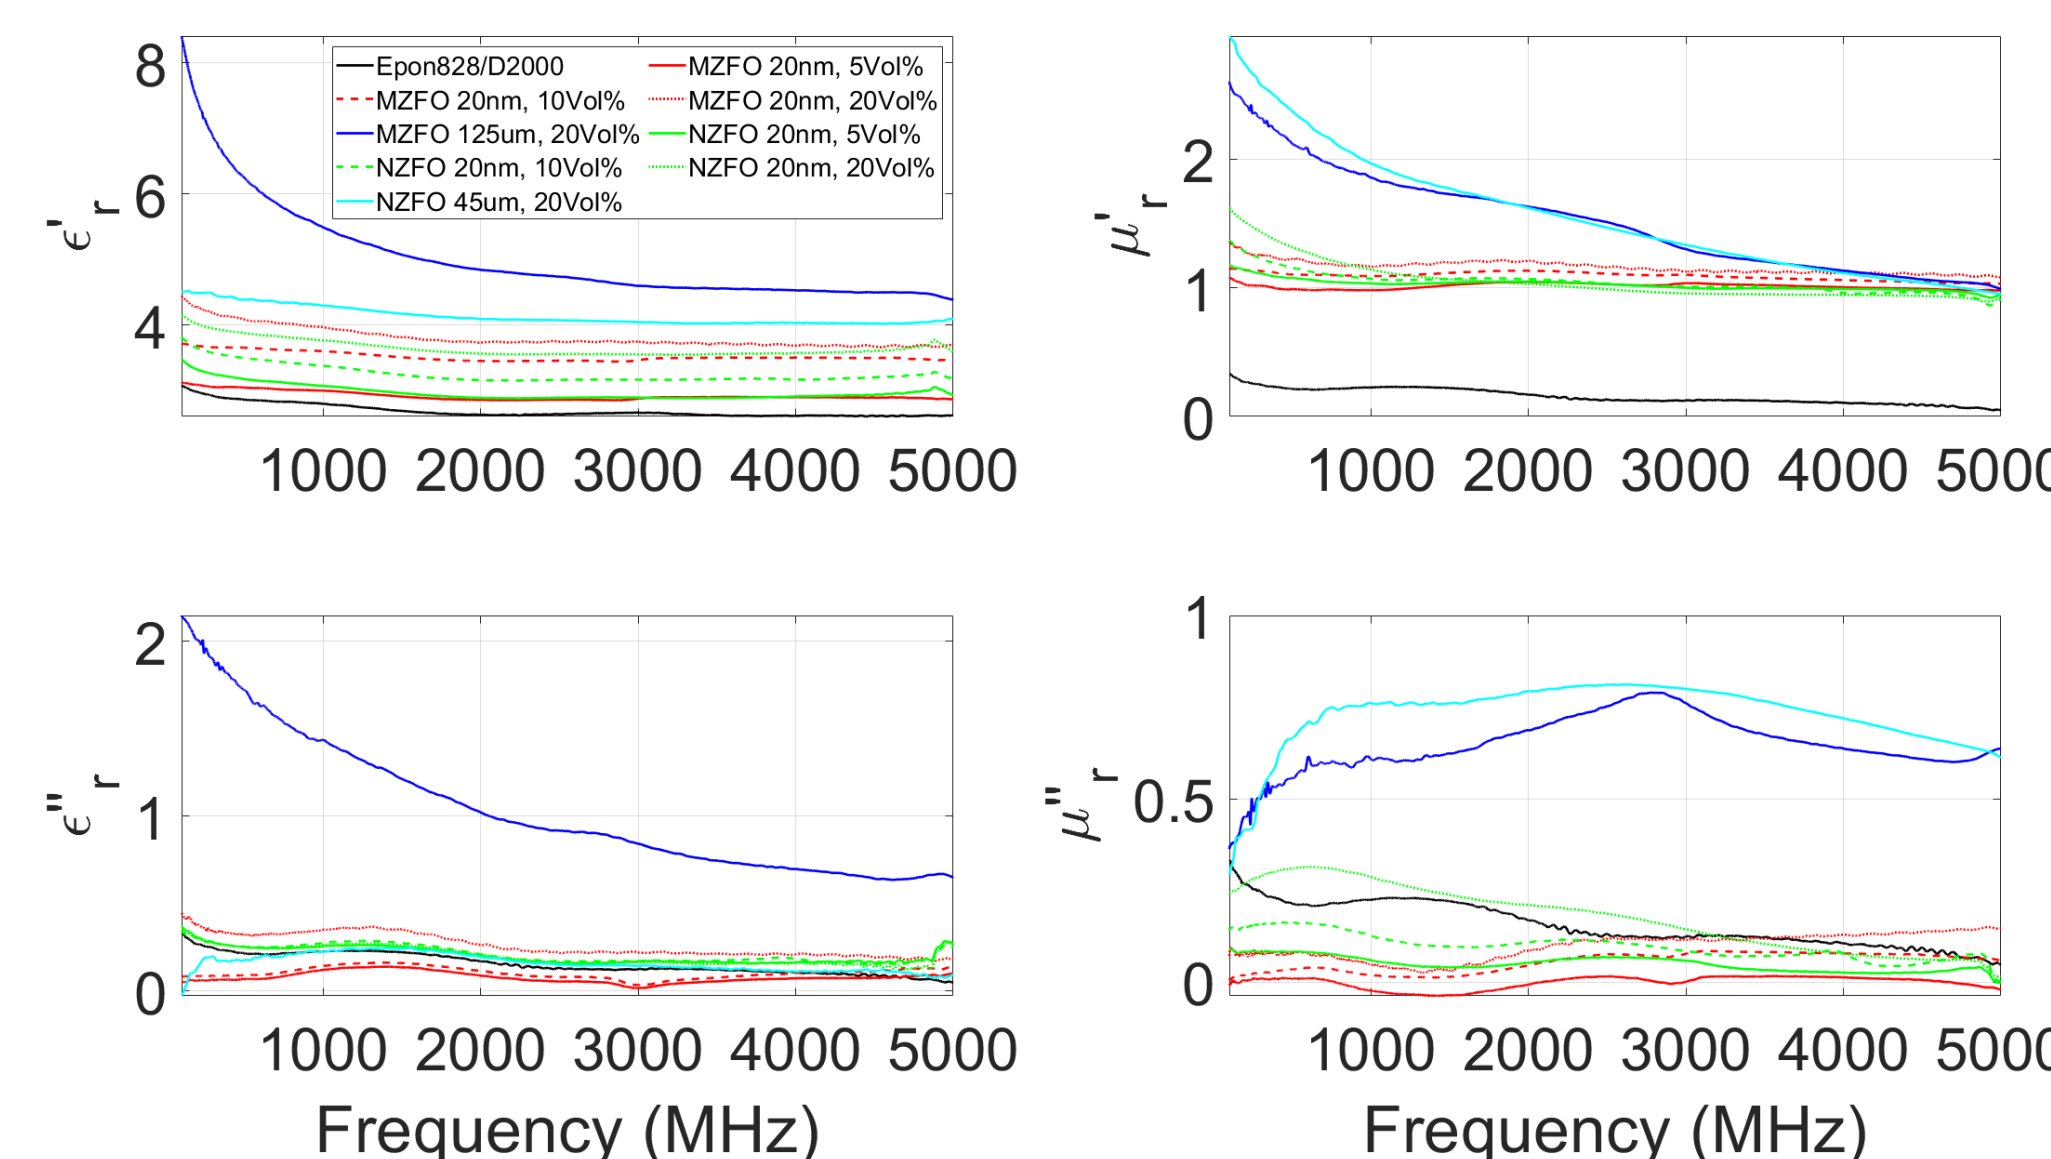 8
6
4
ϵ'r
Epon828/D2000
MZFO 20nm, 5Vol%
MZFO 20nm, 10Vol%
MZFO 20nm, 20Vol%
MZFO 125um, 20Vol%
NZFO 20nm, 5Vol%
NZFO 20nm, 10Vol%
NZFO 20nm, 20Vol%
NZFO 45um, 20Vol%
1000 2000 3000 4000 5000
2
1
0
μ'r
1000 2000 3000 4000 500
2
1
0
ϵ"r
1000 2000 3000 4000 5000
Frequency (MHz)
1
0.5
0
μ"r
1000 2000 3000 4000 500
Frequency (MHz)